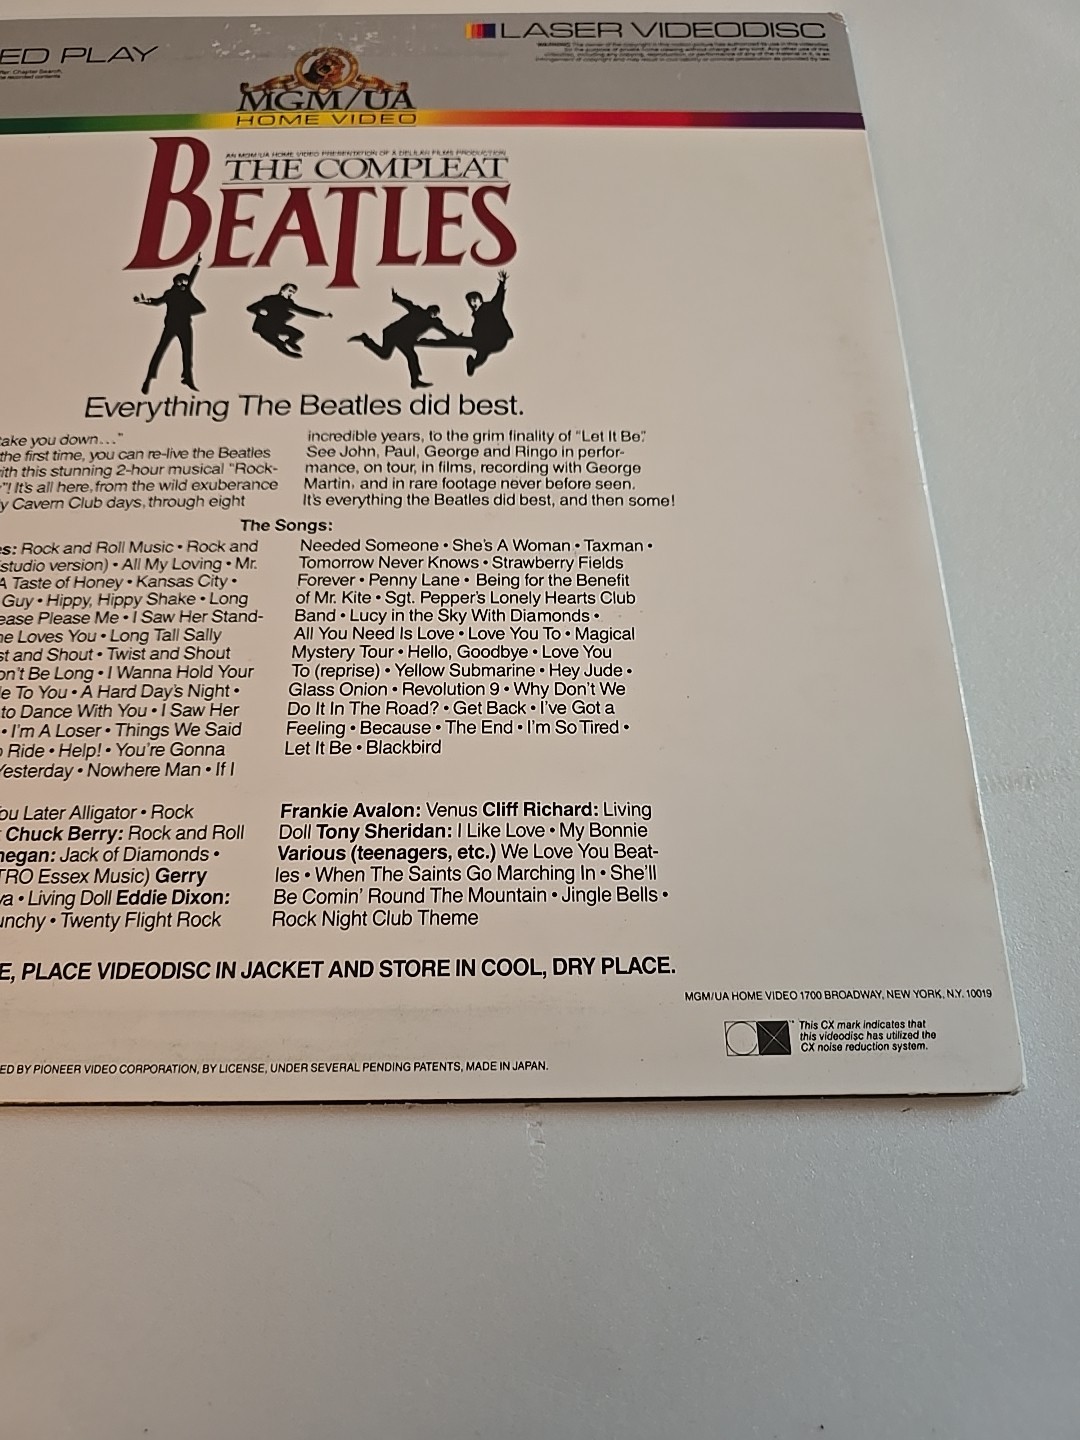 ED PLAY
LASER VIDEODISC
MGM/UA
HOME VIDEO
AN MGM/UA HOME VIDEO PRESENTATION OF A DELILAH FILMS PRODUCTION
THE COMPLEAT
BEATLES
Everything The Beatles did best.
take you down..."
the first time, you can re-live the Beatles
ith this stunning 2-hour musical "Rock-
"! It's all here, from the wild exuberance
y Cavern Club days, through eight
incredible years, to the grim finality of "Let It Be."
See John, Paul, George and Ringo in perfor-
mance, on tour, in films, recording with George
Martin, and in rare footage never before seen.
It's everything the Beatles did best, and then some!
The Songs:
es: Rock and Roll Music • Rock and
(studio version) • All My Loving • Mr.
A Taste of Honey • Kansas City •
Guy • Hippy, Hippy Shake • Long
ease Please Me • I Saw Her Stand-
ne Loves You • Long Tall Sally
st and Shout • Twist and Shout
on't Be Long • I Wanna Hold Your
e To You • A Hard Day's Night •
to Dance With You • I Saw Her
• I'm A Loser • Things We Said
o Ride • Help! • You're Gonna
Yesterday • Nowhere Man • If I
Needed Someone • She's A Woman • Taxman •
Tomorrow Never Knows • Strawberry Fields
Forever • Penny Lane • Being for the Benefit
of Mr. Kite • Sgt. Pepper's Lonely Hearts Club
Band • Lucy in the Sky With Diamonds •
All You Need Is Love • Love You To • Magical
Mystery Tour • Hello, Goodbye • Love You
To (reprise) • Yellow Submarine • Hey Jude •
Glass Onion • Revolution 9 • Why Don't We
Do It In The Road? • Get Back • I've Got a
Feeling • Because • The End • I'm So Tired •
Let It Be • Blackbird
ou Later Alligator • Rock
Chuck Berry: Rock and Roll
negan: Jack of Diamonds •
TRO Essex Music) Gerry
va • Living Doll Eddie Dixon:
unchy • Twenty Flight Rock
Frankie Avalon: Venus Cliff Richard: Living
Doll Tony Sheridan: I Like Love • My Bonnie
Various (teenagers, etc.) We Love You Beat-
les • When The Saints Go Marching In • She'll
Be Comin' Round The Mountain • Jingle Bells •
Rock Night Club Theme
E, PLACE VIDEODISC IN JACKET AND STORE IN COOL, DRY PLACE.
MGM/UA HOME VIDEO 1700 BROADWAY, NEW YORK, N.Y. 10019
This CX mark indicates that
this videodisc has utilized the
CX noise reduction system.
ED BY PIONEER VIDEO CORPORATION, BY LICENSE, UNDER SEVERAL PENDING PATENTS, MADE IN JAPAN.